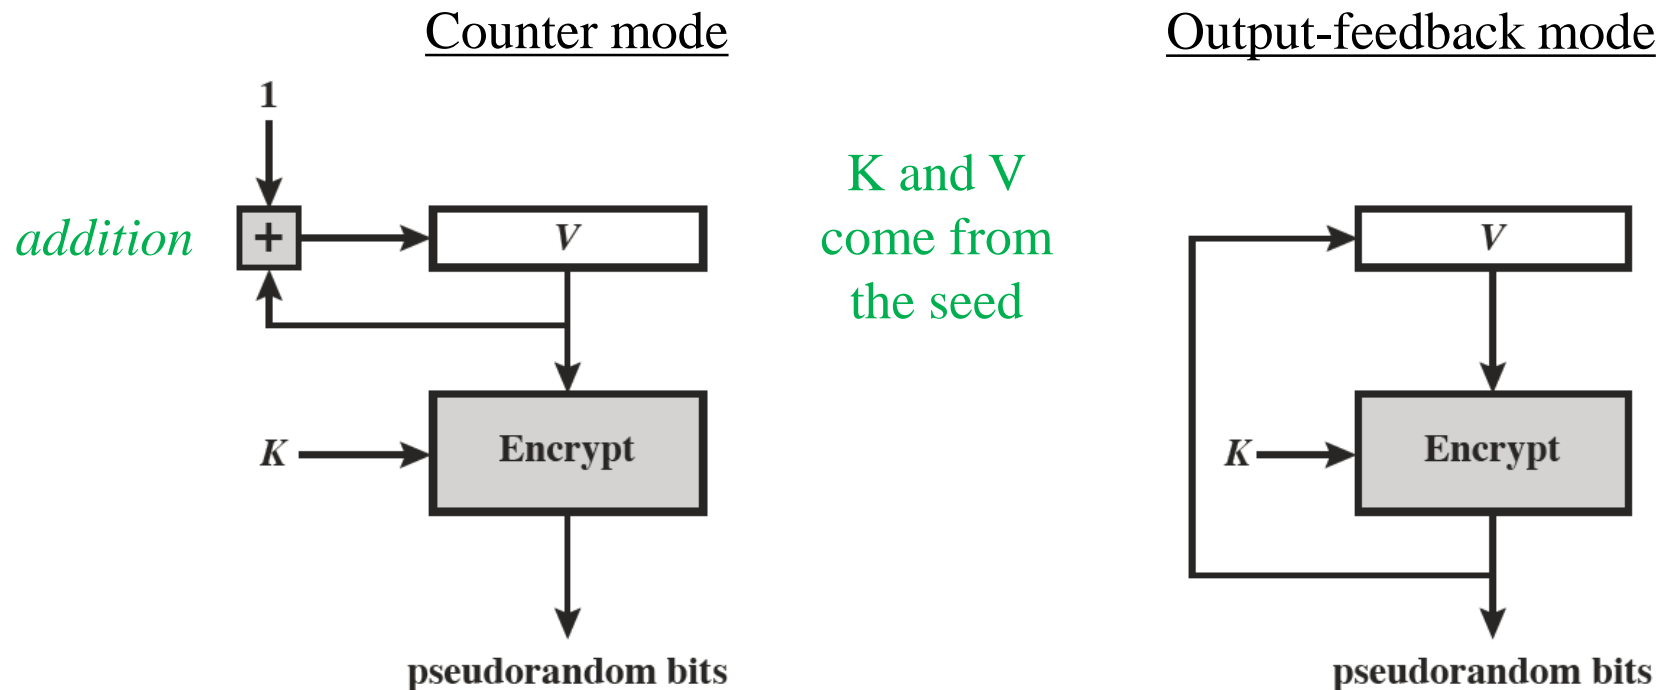 Counter mode
1
addition
+
V
K
Encrypt
pseudorandom bits
K and V
come from
the seed
Output-feedback mode
V
K
Encrypt
pseudorandom bits